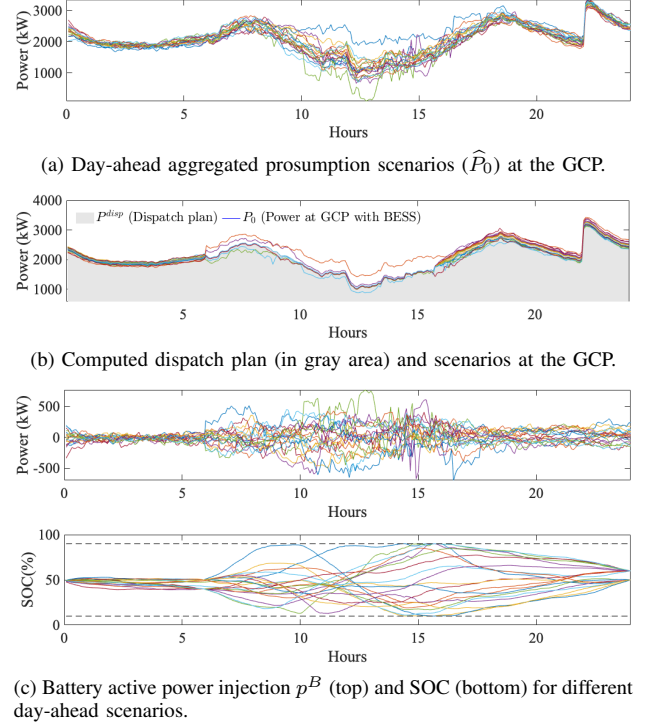 3000
2000
1000
Power (kW)
0 5 10 15 20
Hours
(a) Day-ahead aggregated prosumption scenarios (P̂₀) at the GCP.
4000
3000
2000
1000
Power (kW)
P^{disp} (Dispatch plan) P₀ (Power at GCP with BESS)
0 5 10 15 20
Hours
(b) Computed dispatch plan (in gray area) and scenarios at the GCP.
500
0
-500
Power (kW)
0 5 10 15 20
Hours
100
50
0
SOC(%)
0 5 10 15 20
Hours
(c) Battery active power injection p^B (top) and SOC (bottom) for different
day-ahead scenarios.